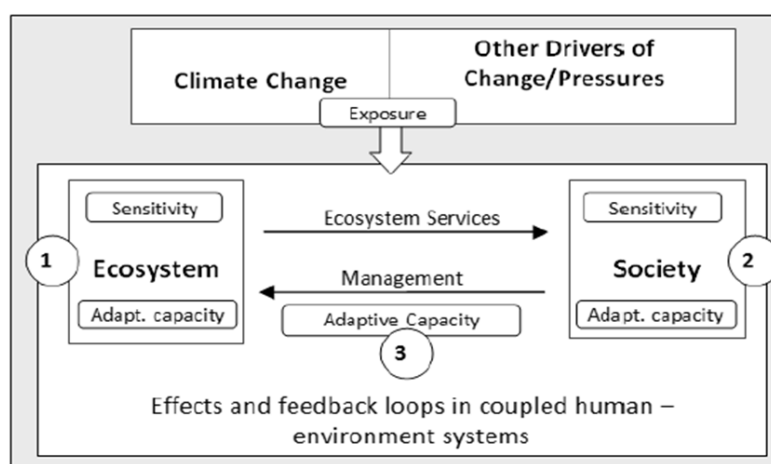 Climate Change
Other Drivers of
Change/Pressures
Exposure
Sensitivity
Ecosystem Services
Sensitivity
1
Ecosystem
Management
Society
2
Adapt. capacity
Adaptive Capacity
Adapt. capacity
3
Effects and feedback loops in coupled human –
environment systems